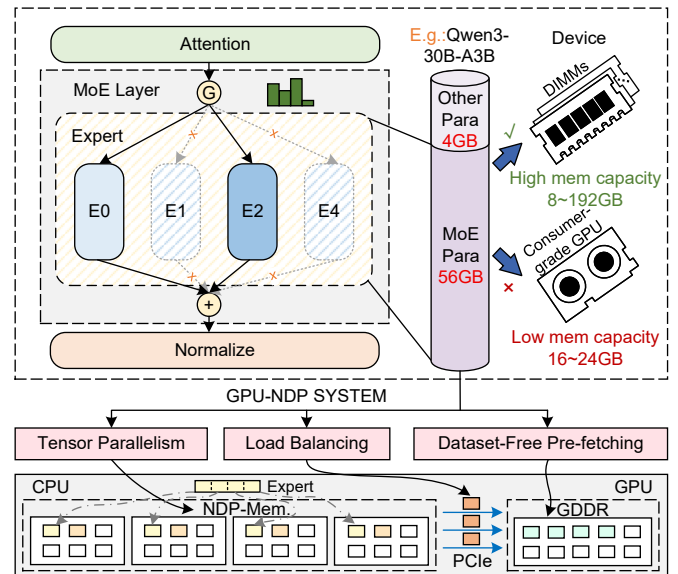 Attention
MoE Layer
G
Expert
E0
E1
E2
E4
x
x
x
x
+
Normalize
E.g.:Qwen3-
30B-A3B
Other
Para
4GB
MoE
Para
56GB
Device
DIMMs
√
High mem capacity
8~192GB
Consumer-
grade GPU
×
Low mem capacity
16~24GB
GPU-NDP SYSTEM
Tensor Parallelism
Load Balancing
Dataset-Free Pre-fetching
CPU
Expert
NDP-Mem.
PCIe
GPU
GDDR